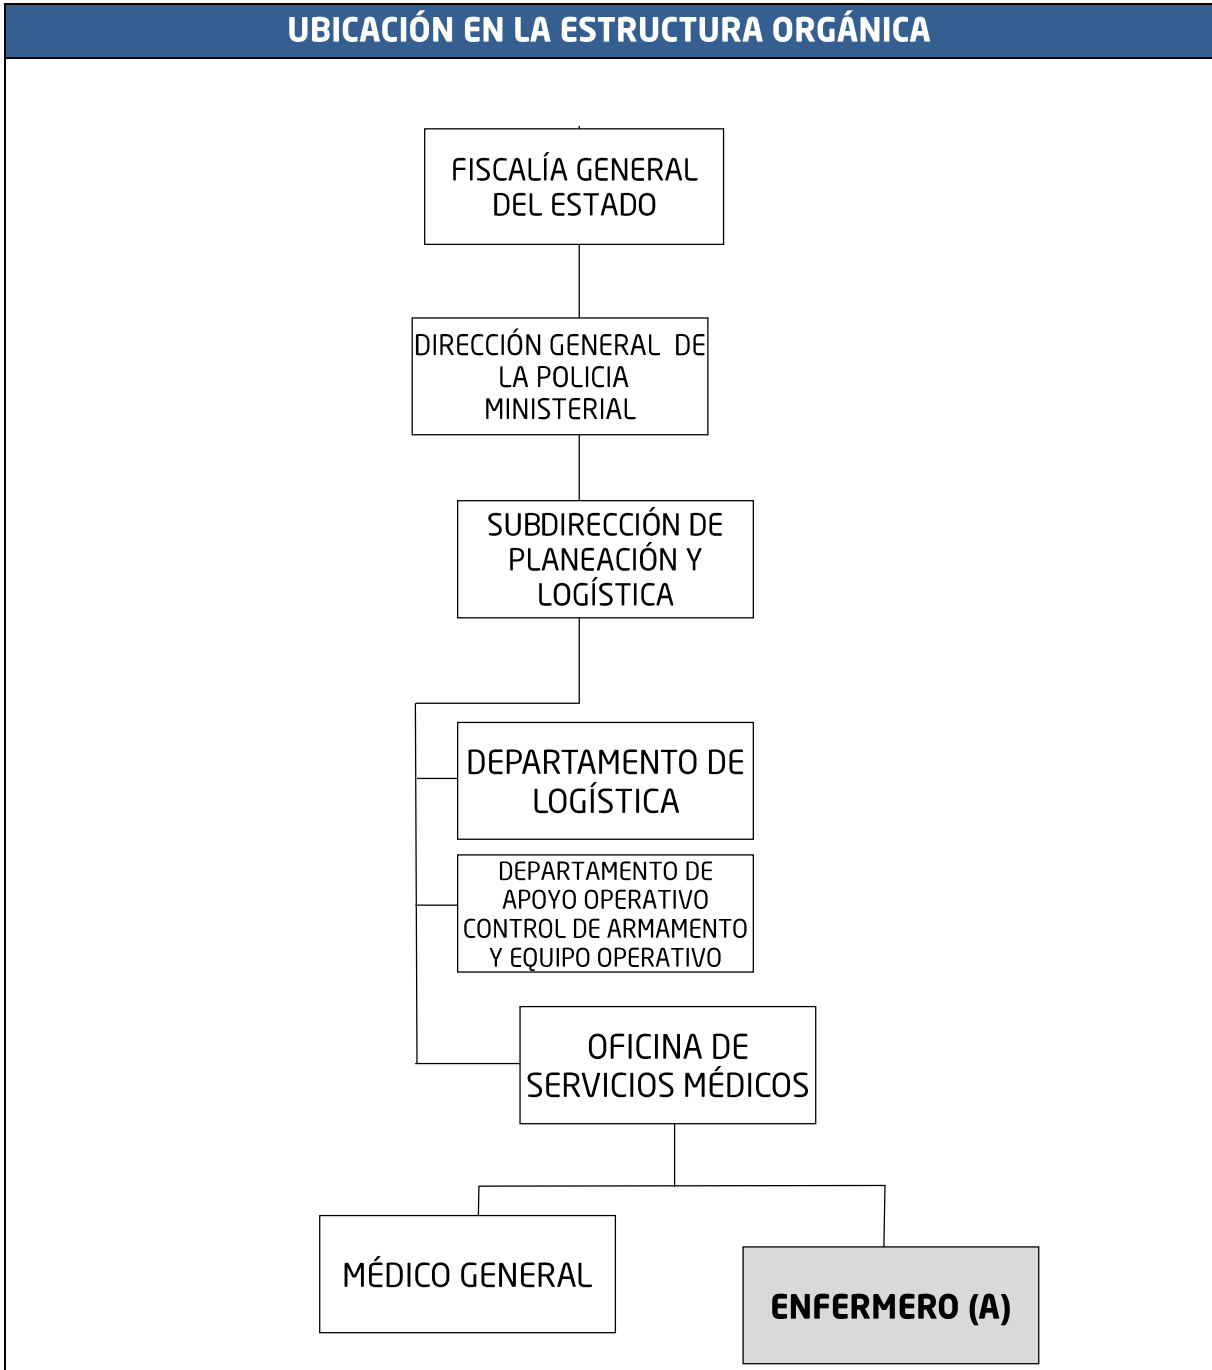 UBICACIÓN EN LA ESTRUCTURA ORGÁNICA
FISCALÍA GENERAL
DEL ESTADO
DIRECCIÓN GENERAL DE
LA POLICIA
MINISTERIAL
SUBDIRECCIÓN DE
PLANEACIÓN Y
LOGÍSTICA
DEPARTAMENTO DE
LOGÍSTICA
DEPARTAMENTO DE
APOYO OPERATIVO
CONTROL DE ARMAMENTO
Y EQUIPO OPERATIVO
OFICINA DE
SERVICIOS MÉDICOS
MÉDICO GENERAL
ENFERMERO (A)